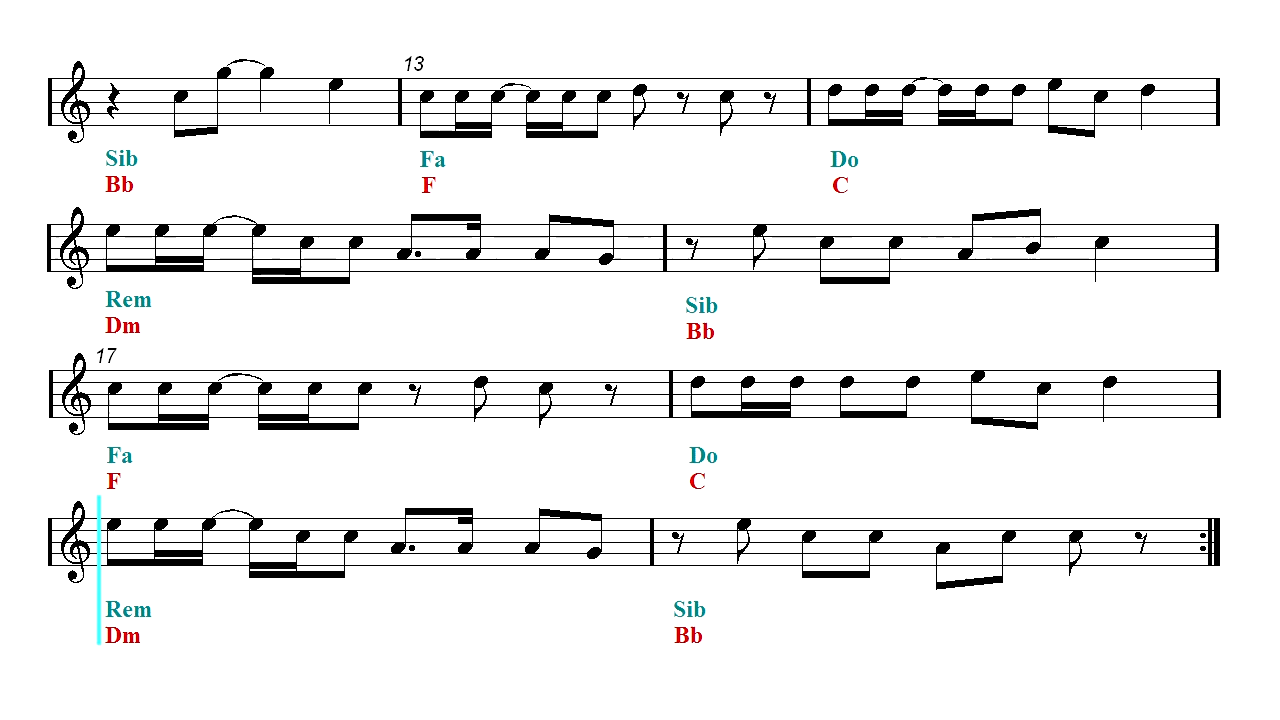 13
Sib Fa Do
Bb F C
Rem Sib
Dm Bb
17
Fa Do
F C
Rem Sib
Dm Bb